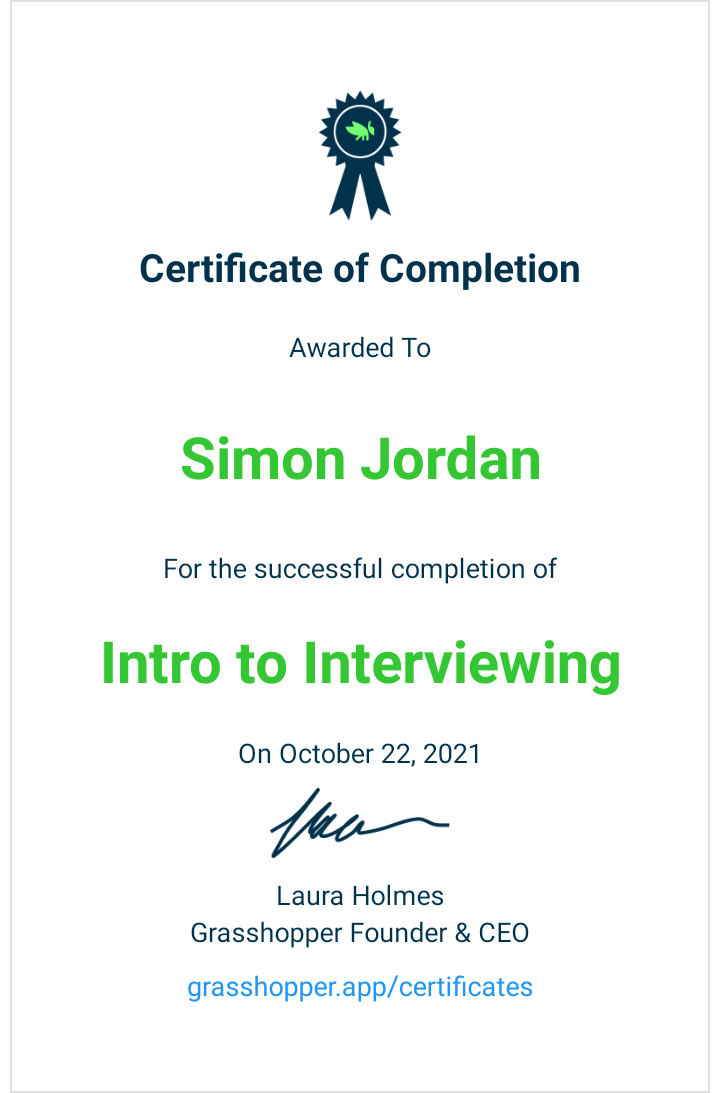 Certificate of Completion
Awarded To
Simon Jordan
For the successful completion of
Intro to Interviewing
On October 22, 2021
Laura Holmes
Grasshopper Founder & CEO
grasshopper.app/certificates